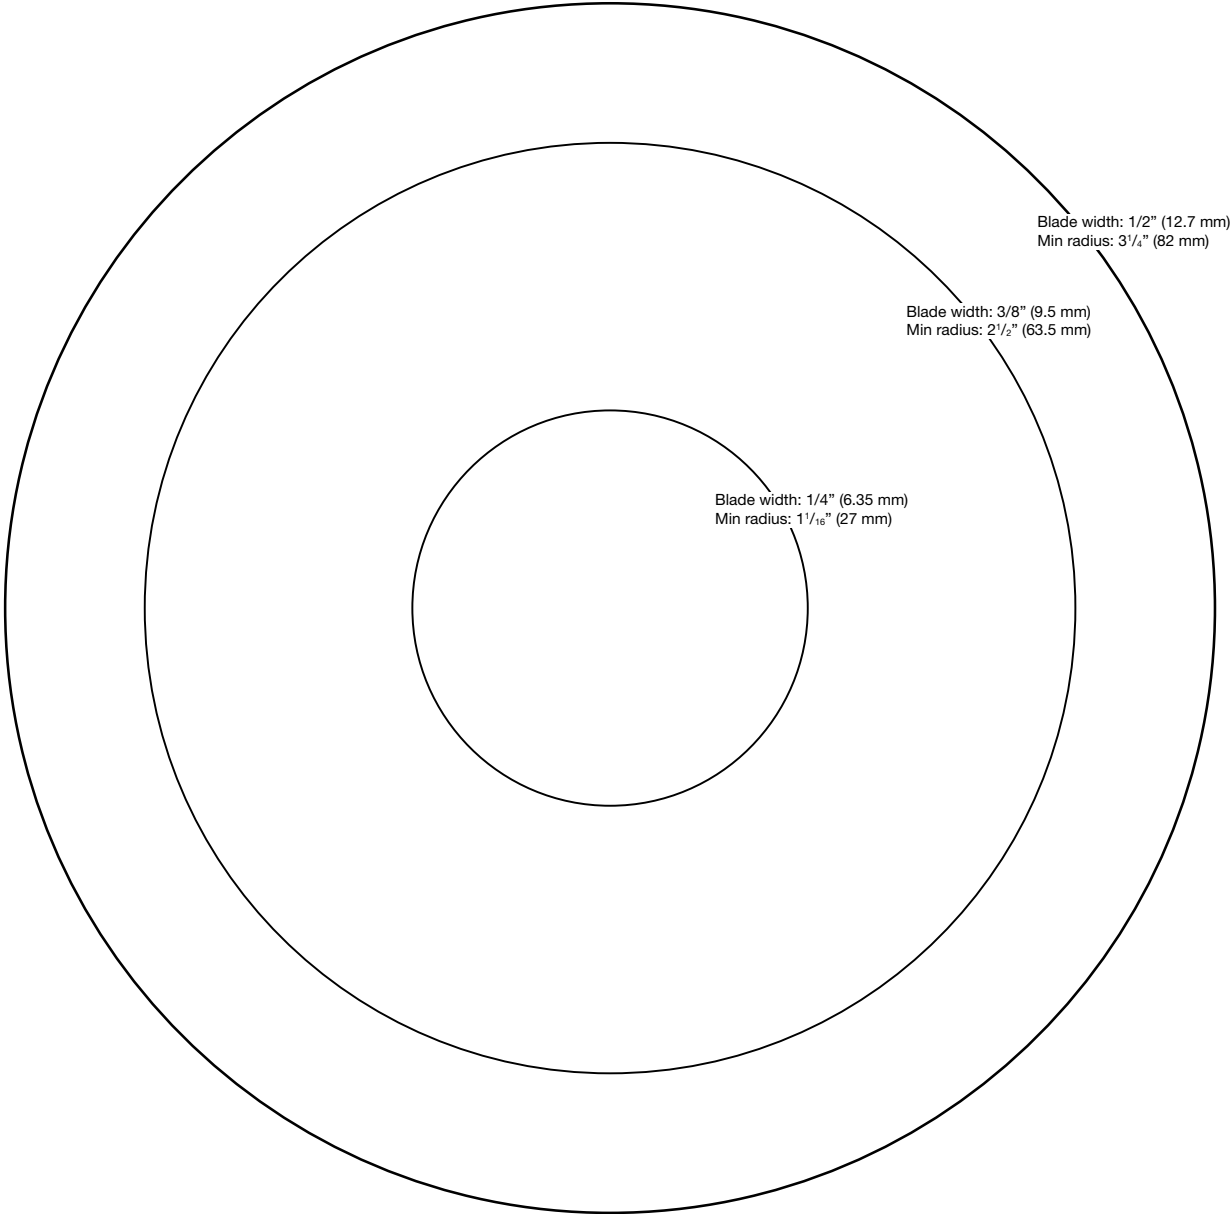 Blade width: 1/2” (12.7 mm)
Min radius: 3¹/₄” (82 mm)
Blade width: 3/8” (9.5 mm)
Min radius: 2¹/₂” (63.5 mm)
Blade width: 1/4” (6.35 mm)
Min radius: 1¹/₁₆” (27 mm)